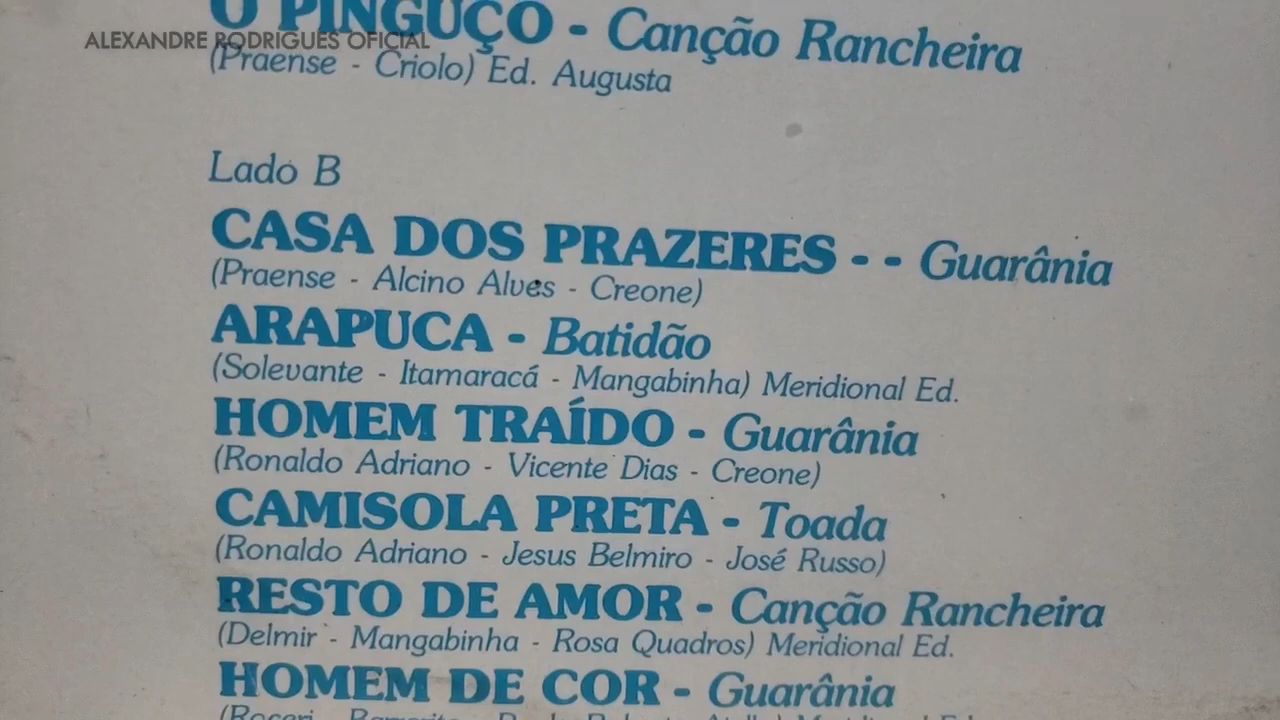 O PINGUÇO - Canção Rancheira
ALEXANDRE RODRIGUES OFICIAL
(Praense - Criolo) Ed. Augusta
Lado B
CASA DOS PRAZERES - - Guarânia
(Praense - Alcino Alves - Creone)
ARAPUCA - Batidão
(Solevante - Itamaracá - Mangabinha) Meridional Ed.
HOMEM TRAÍDO - Guarânia
(Ronaldo Adriano - Vicente Dias - Creone)
CAMISOLA PRETA - Toada
(Ronaldo Adriano - Jesus Belmiro - José Russo)
RESTO DE AMOR - Canção Rancheira
(Delmir - Mangabinha - Rosa Quadros) Meridional Ed.
HOMEM DE COR - Guarânia